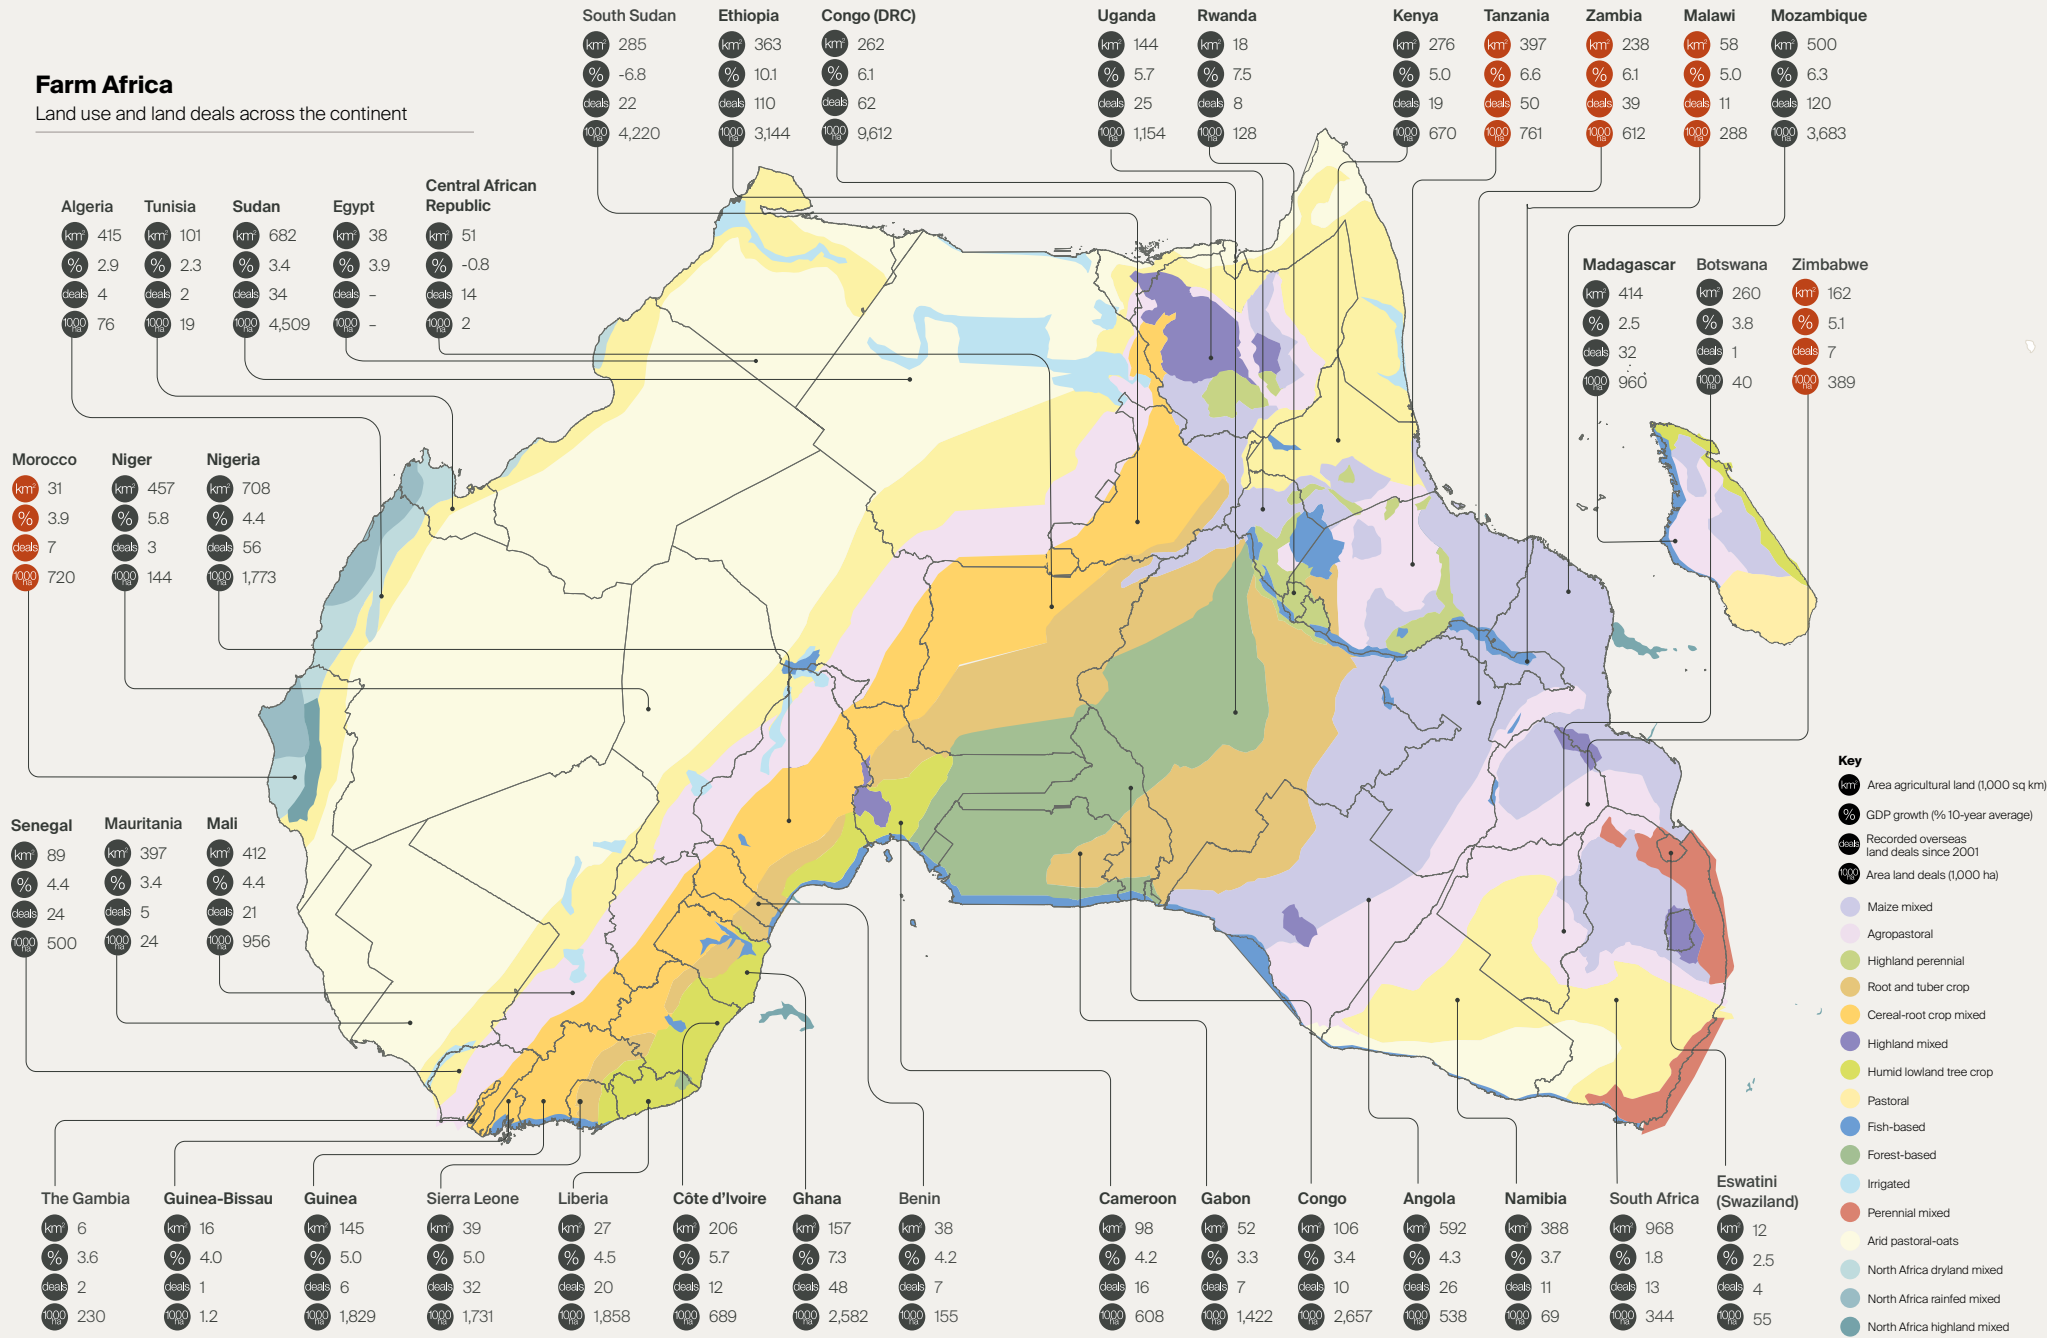 Farm Africa
Land use and land deals across the continent
South Sudan
km² 285
% -6.8
deals 22
1000 ha 4,220
Ethiopia
km² 363
% 10.1
deals 110
1000 ha 3,144
Congo (DRC)
km² 262
% 6.1
deals 62
1000 ha 9,612
Uganda
km² 144
% 5.7
deals 25
1000 ha 1,154
Rwanda
km² 18
% 7.5
deals 8
1000 ha 128
Kenya
km² 276
% 5.0
deals 19
1000 ha 670
Tanzania
km² 397
% 6.6
deals 50
1000 ha 761
Zambia
km² 238
% 6.1
deals 39
1000 ha 612
Malawi
km² 58
% 5.0
deals 11
1000 ha 288
Mozambique
km² 500
% 6.3
deals 120
1000 ha 3,683
Algeria
km² 415
% 2.9
deals 4
1000 ha 76
Tunisia
km² 101
% 2.3
deals 2
1000 ha 19
Sudan
km² 682
% 3.4
deals 34
1000 ha 4,509
Egypt
km² 38
% 3.9
deals –
1000 ha –
Central African
Republic
km² 51
% -0.8
deals 14
1000 ha 2
Madagascar
km² 414
% 2.5
deals 32
1000 ha 960
Botswana
km² 260
% 3.8
deals 1
1000 ha 40
Zimbabwe
km² 162
% 5.1
deals 7
1000 ha 389
Morocco
km² 31
% 3.9
deals 7
1000 ha 720
Niger
km² 457
% 5.8
deals 3
1000 ha 144
Nigeria
km² 708
% 4.4
deals 56
1000 ha 1,773
Senegal
km² 89
% 4.4
deals 24
1000 ha 500
Mauritania
km² 397
% 3.4
deals 5
1000 ha 24
Mali
km² 412
% 4.4
deals 21
1000 ha 956
The Gambia
km² 6
% 3.6
deals 2
1000 ha 230
Guinea-Bissau
km² 16
% 4.0
deals 1
1000 ha 1.2
Guinea
km² 145
% 5.0
deals 6
1000 ha 1,829
Sierra Leone
km² 39
% 5.0
deals 32
1000 ha 1,731
Liberia
km² 27
% 4.5
deals 20
1000 ha 1,858
Côte d'Ivoire
km² 206
% 5.7
deals 12
1000 ha 689
Ghana
km² 157
% 7.3
deals 48
1000 ha 2,582
Benin
km² 38
% 4.2
deals 7
1000 ha 155
Cameroon
km² 98
% 4.2
deals 16
1000 ha 608
Gabon
km² 52
% 3.3
deals 7
1000 ha 1,422
Congo
km² 106
% 3.4
deals 10
1000 ha 2,657
Angola
km² 592
% 4.3
deals 26
1000 ha 538
Namibia
km² 388
% 3.7
deals 11
1000 ha 69
South Africa
km² 968
% 1.8
deals 13
1000 ha 344
Eswatini
(Swaziland)
km² 12
% 2.5
deals 4
1000 ha 55
Key
km² Area agricultural land (1,000 sq km)
% GDP growth (% 10-year average)
deals Recorded overseas
land deals since 2001
1000 ha Area land deals (1,000 ha)
Maize mixed
Agropastoral
Highland perennial
Root and tuber crop
Cereal-root crop mixed
Highland mixed
Humid lowland tree crop
Pastoral
Fish-based
Forest-based
Irrigated
Perennial mixed
Arid pastoral-oats
North Africa dryland mixed
North Africa rainfed mixed
North Africa highland mixed